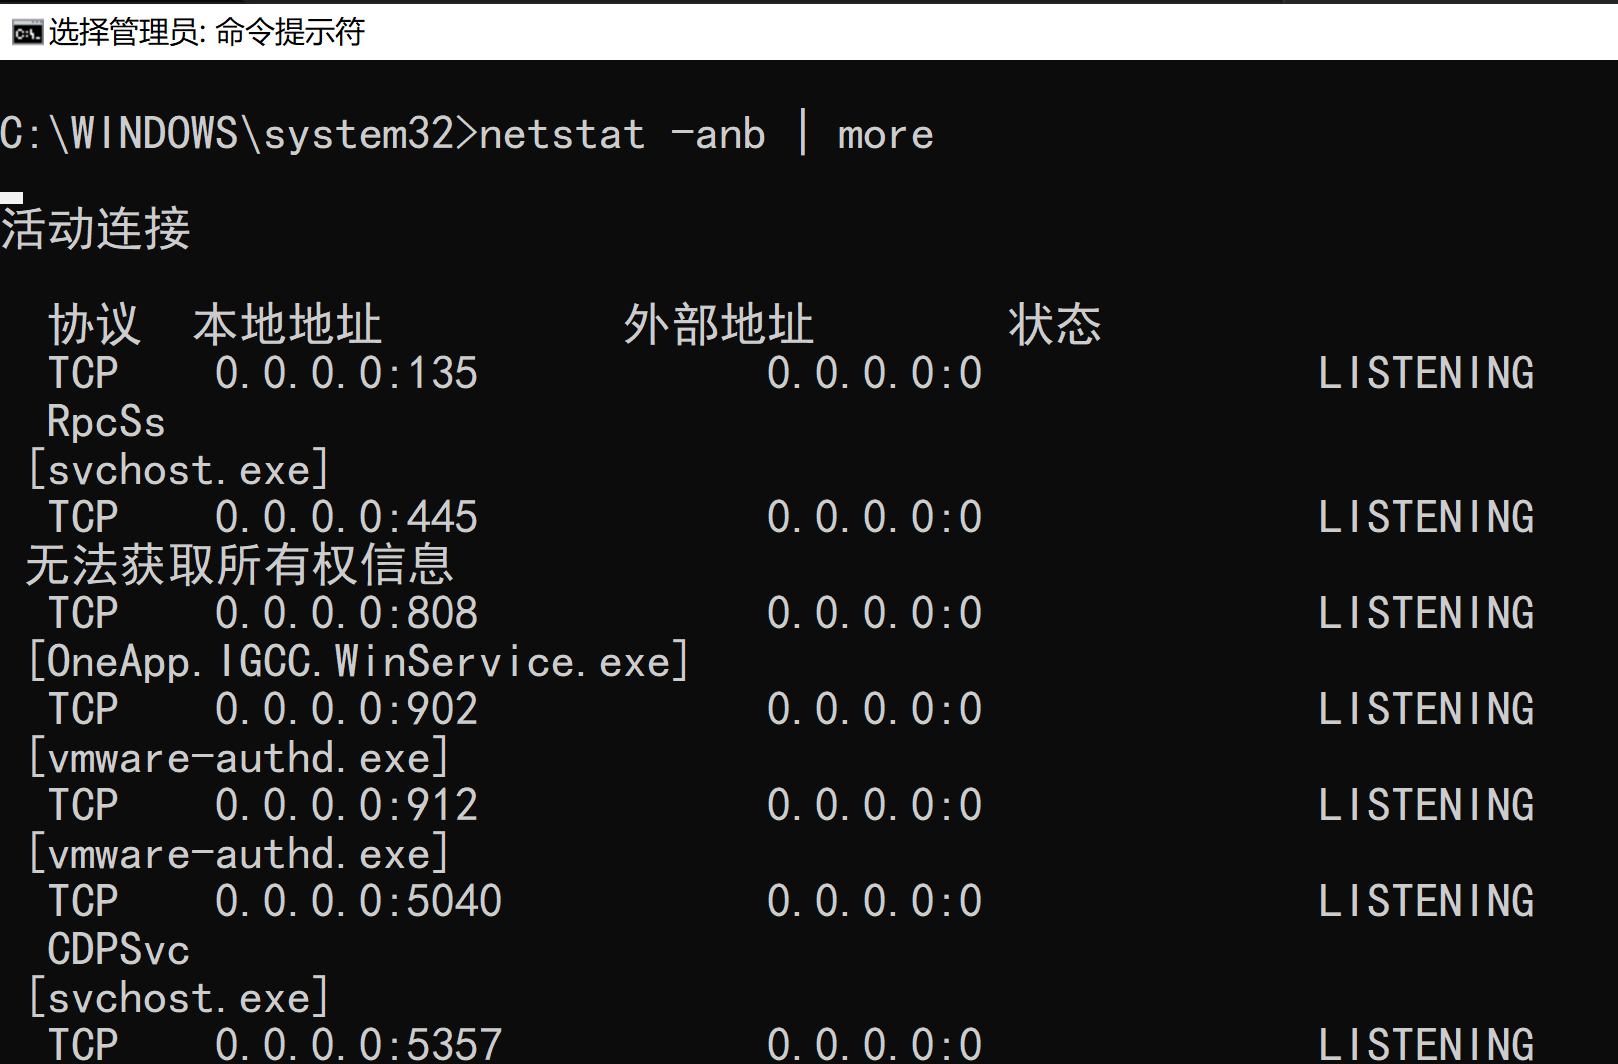 选择管理员: 命令提示符
C:\WINDOWS\system32>netstat -anb | more
活动连接
协议 本地地址 外部地址 状态
TCP 0.0.0.0:135 0.0.0.0:0 LISTENING
RpcSs
[svchost.exe]
TCP 0.0.0.0:445 0.0.0.0:0 LISTENING
无法获取所有权信息
TCP 0.0.0.0:808 0.0.0.0:0 LISTENING
[OneApp.IGCC.WinService.exe]
TCP 0.0.0.0:902 0.0.0.0:0 LISTENING
[vmware-authd.exe]
TCP 0.0.0.0:912 0.0.0.0:0 LISTENING
[vmware-authd.exe]
TCP 0.0.0.0:5040 0.0.0.0:0 LISTENING
CDPSvc
[svchost.exe]
TCP 0.0.0.0:5357 0.0.0.0:0 LISTENING